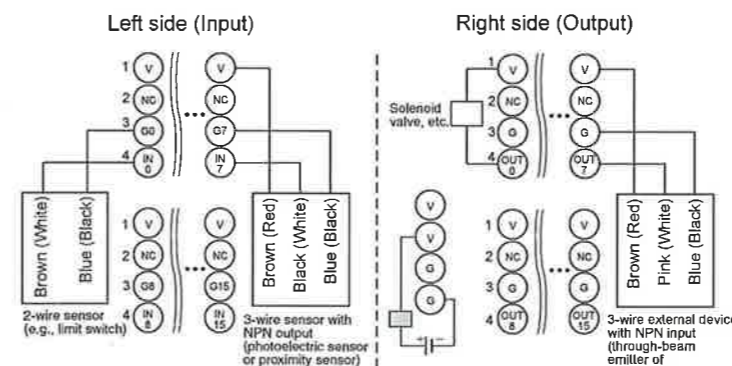 Left side (Input)
1 V V
2 NC NC
3 G0 G7
4 IN 0 IN 7
Brown (White)
Blue (Black)
2-wire sensor
(e.g., limit switch)
1 V V
2 NC NC
3 G8 G15
4 IN 8 IN 15
Brown (Red)
Black (White)
Blue (Black)
3-wire sensor with
NPN output
(photoelectric sensor
or proximity sensor)
Right side (Output)
Solenoid
valve, etc.
1 V V
2 NC NC
3 G G
4 OUT 0 OUT 7
V
V
G
G
1 V V
2 NC NC
3 G G
4 OUT 8 OUT 15
Brown (Red)
Pink (White)
Blue (Black)
3-wire external device
with NPN input
(through-beam
emiller of